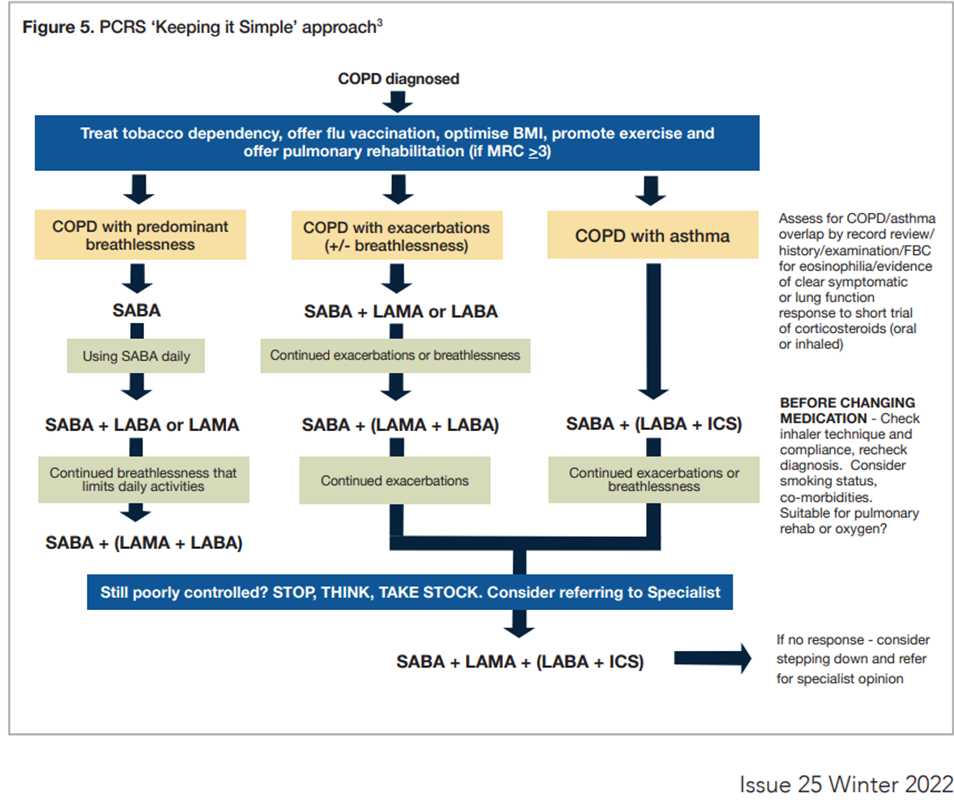 Figure 5. PCRS ‘Keeping it Simple’ approach³
COPD diagnosed
Treat tobacco dependency, offer flu vaccination, optimise BMI, promote exercise and
offer pulmonary rehabilitation (if MRC ≥3)
COPD with predominant
breathlessness
SABA
Using SABA daily
SABA + LABA or LAMA
Continued breathlessness that
limits daily activities
SABA + (LAMA + LABA)
COPD with exacerbations
(+/- breathlessness)
SABA + LAMA or LABA
Continued exacerbations or breathlessness
SABA + (LAMA + LABA)
Continued exacerbations
COPD with asthma
SABA + (LABA + ICS)
Continued exacerbations or
breathlessness
Assess for COPD/asthma
overlap by record review/
history/examination/FBC
for eosinophilia/evidence
of clear symptomatic
or lung function
response to short trial
of corticosteroids (oral
or inhaled)
BEFORE CHANGING
MEDICATION - Check
inhaler technique and
compliance, recheck
diagnosis. Consider
smoking status,
co-morbidities.
Suitable for pulmonary
rehab or oxygen?
Still poorly controlled? STOP, THINK, TAKE STOCK. Consider referring to Specialist
SABA + LAMA + (LABA + ICS)
If no response - consider
stepping down and refer
for specialist opinion
Issue 25 Winter 2022